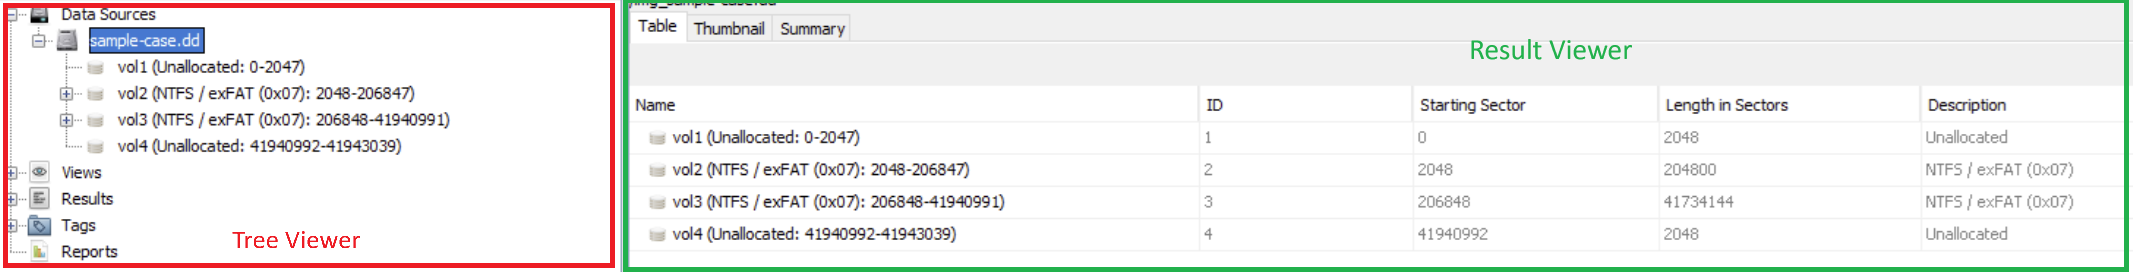 Data Sources
sample-case.dd
vol1 (Unallocated: 0-2047)
vol2 (NTFS / exFAT (0x07): 2048-206847)
vol3 (NTFS / exFAT (0x07): 206848-41940991)
vol4 (Unallocated: 41940992-41943039)
Views
Results
Tags
Reports
Tree Viewer
/img_sample-case.dd
Table Thumbnail Summary
Result Viewer
Name ID Starting Sector Length in Sectors Description
vol1 (Unallocated: 0-2047) 1 0 2048 Unallocated
vol2 (NTFS / exFAT (0x07): 2048-206847) 2 2048 204800 NTFS / exFAT (0x07)
vol3 (NTFS / exFAT (0x07): 206848-41940991) 3 206848 41734144 NTFS / exFAT (0x07)
vol4 (Unallocated: 41940992-41943039) 4 41940992 2048 Unallocated